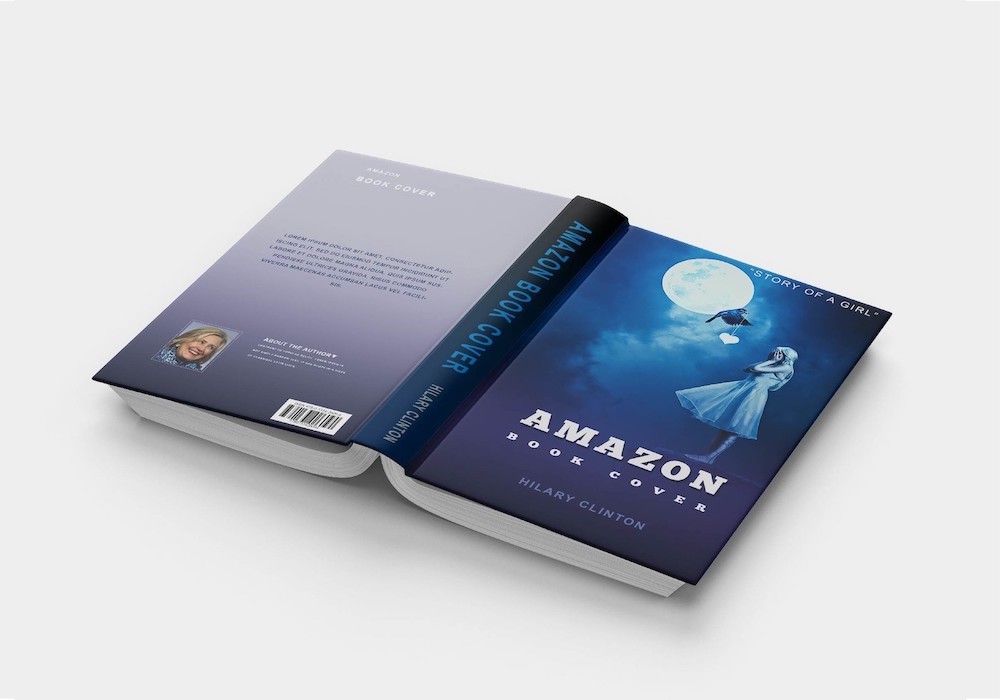 AMAZON
BOOK COVER
LOREM IPSUM DOLOR SIT AMET, CONSECTETUR ADIP-
ISCING ELIT, SED DO EIUSMOD TEMPOR INCIDIDUNT UT
LABORE ET DOLORE MAGNA ALIQUA. QUIS IPSUM SUS-
PENDISSE ULTRICES GRAVIDA. RISUS COMMODO
VIVERRA MAECENAS ACCUMSAN LACUS VEL FACILI-
SIS.
ABOUT THE AUTHOR
AMAZON BOOK COVER
HILARY CLINTON
"STORY OF A GIRL"
AMAZON
BOOK COVER
HILARY CLINTON